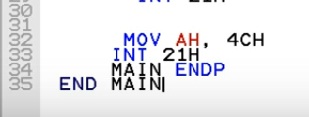 30
31
32 MOV AH, 4CH
33 INT 21H
34 MAIN ENDP
35 END MAIN